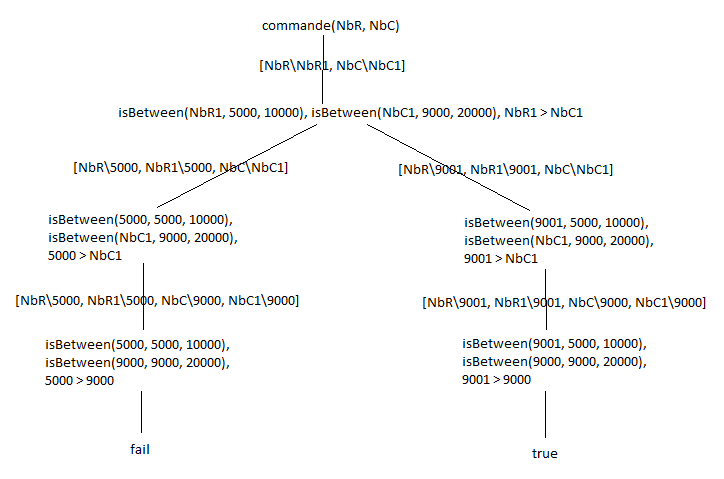 commande(NbR, NbC)
[NbR\NbR1, NbC\NbC1]
isBetween(NbR1, 5000, 10000), isBetween(NbC1, 9000, 20000), NbR1 > NbC1
[NbR\5000, NbR1\5000, NbC\NbC1]
[NbR\9001, NbR1\9001, NbC\NbC1]
isBetween(5000, 5000, 10000),
isBetween(NbC1, 9000, 20000),
5000 > NbC1
isBetween(9001, 5000, 10000),
isBetween(NbC1, 9000, 20000),
9001 > NbC1
[NbR\5000, NbR1\5000, NbC\9000, NbC1\9000]
[NbR\9001, NbR1\9001, NbC\9000, NbC1\9000]
isBetween(5000, 5000, 10000),
isBetween(9000, 9000, 20000),
5000 > 9000
isBetween(9001, 5000, 10000),
isBetween(9000, 9000, 20000),
9001 > 9000
fail
true